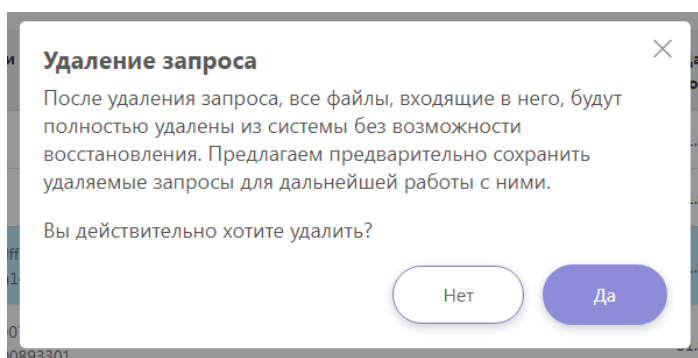 Удаление запроса
После удаления запроса, все файлы, входящие в него, будут
полностью удалены из системы без возможности
восстановления. Предлагаем предварительно сохранить
удаляемые запросы для дальнейшей работы с ними.
Вы действительно хотите удалить?
Нет
Да